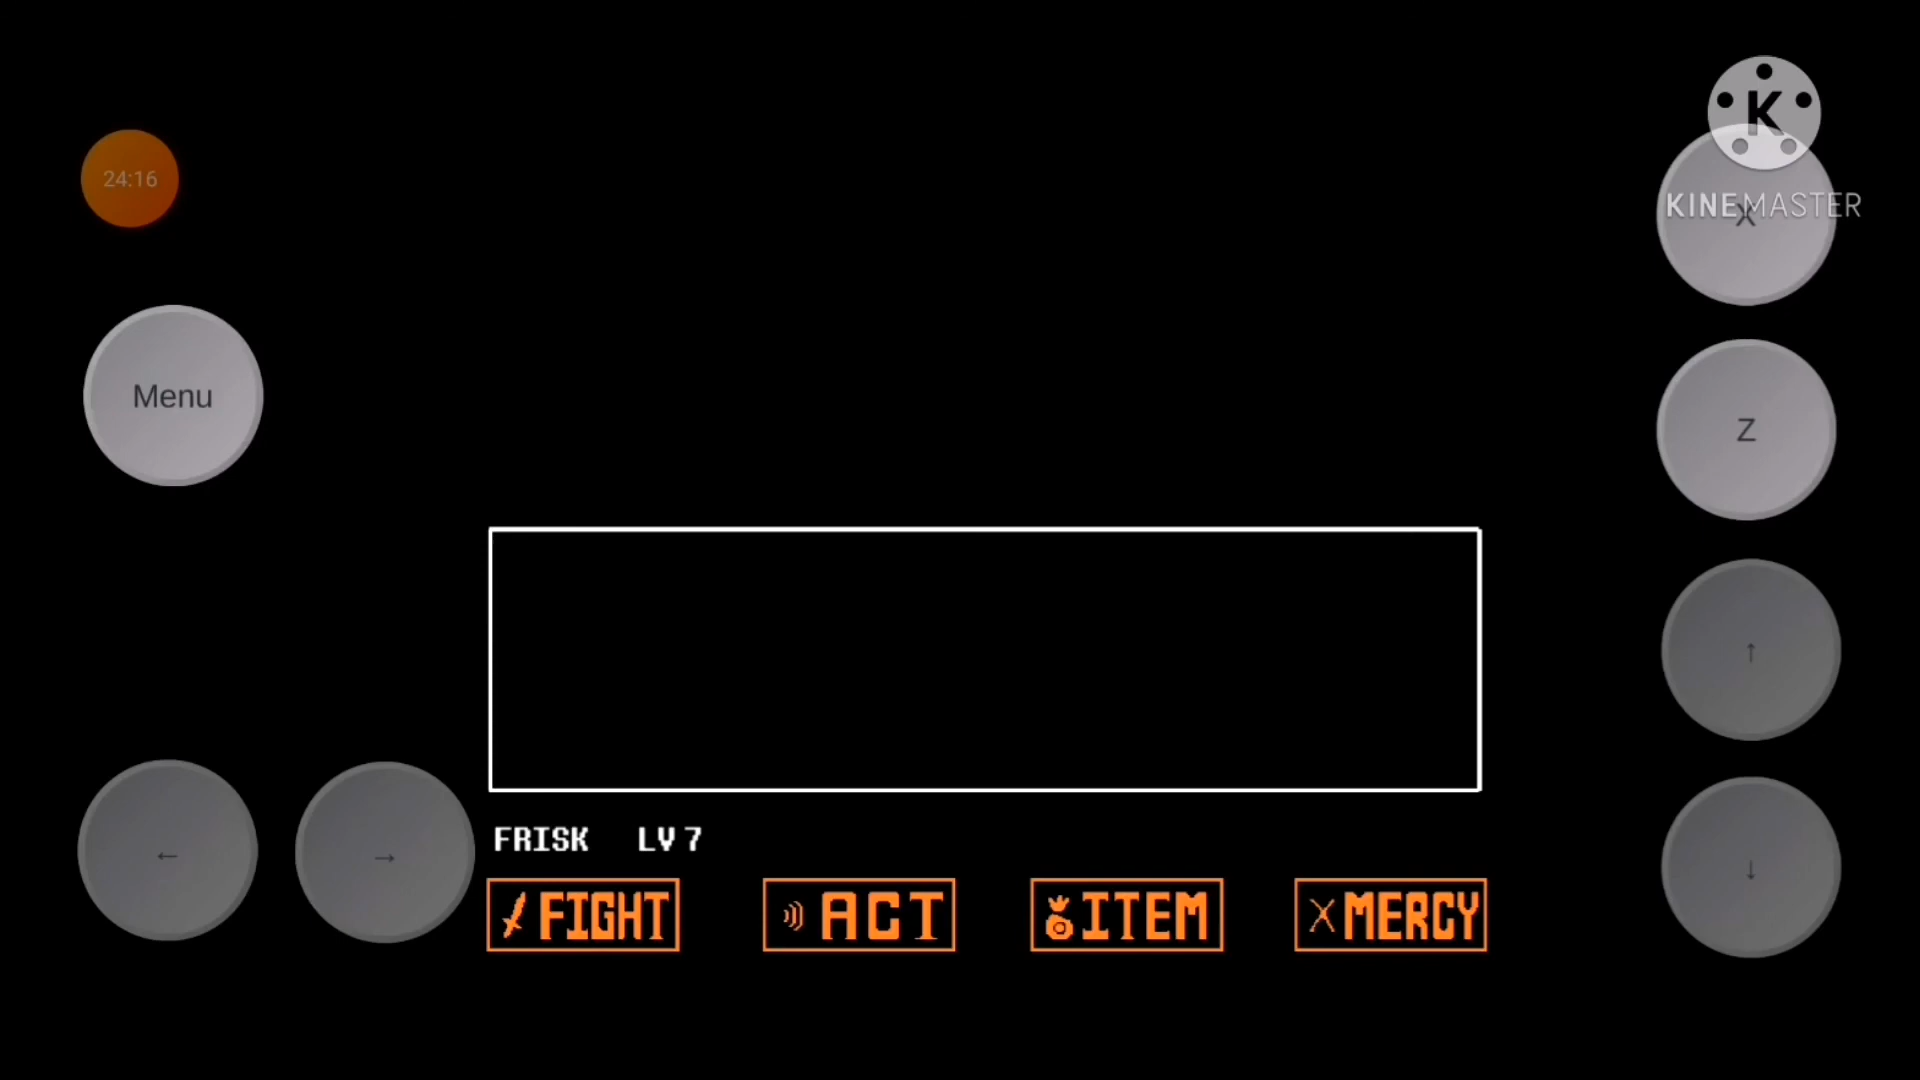 24:16
K
KINEMASTER
X
Menu
Z
↑
FRISK LV 7
← →
↓
FIGHT ACT ITEM MERCY